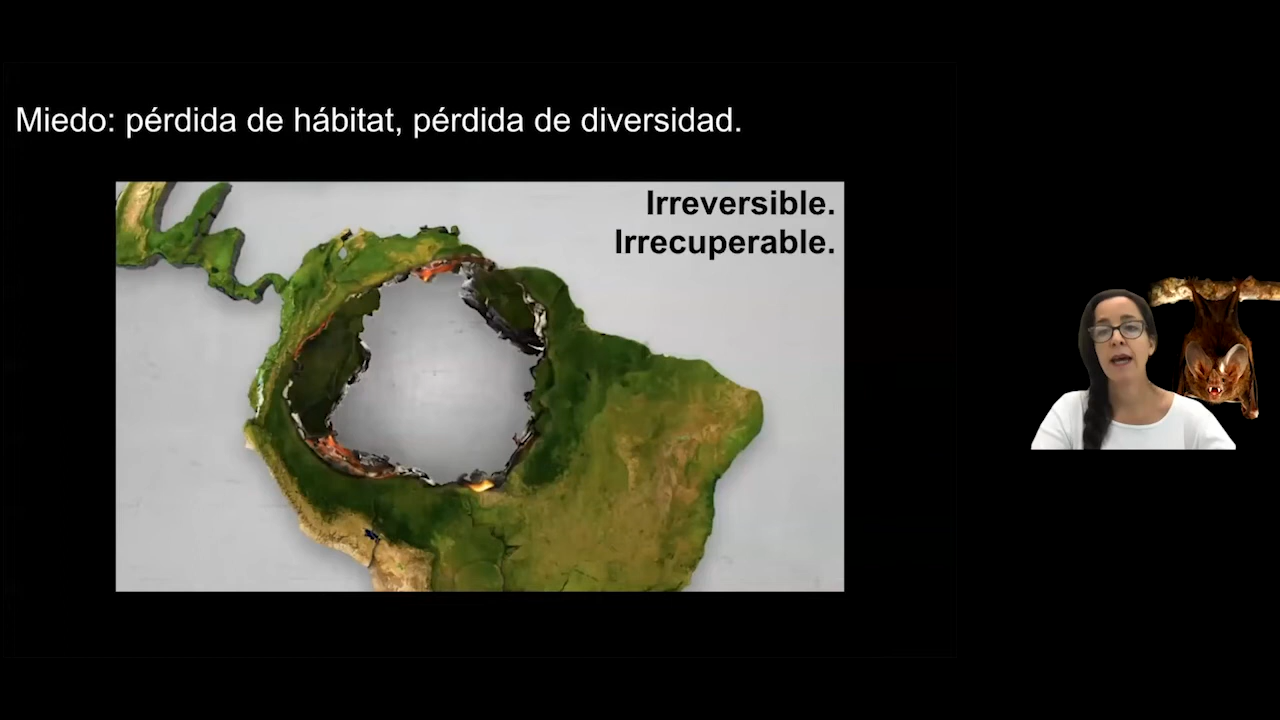 Miedo: pérdida de hábitat, pérdida de diversidad.
Irreversible.
Irrecuperable.